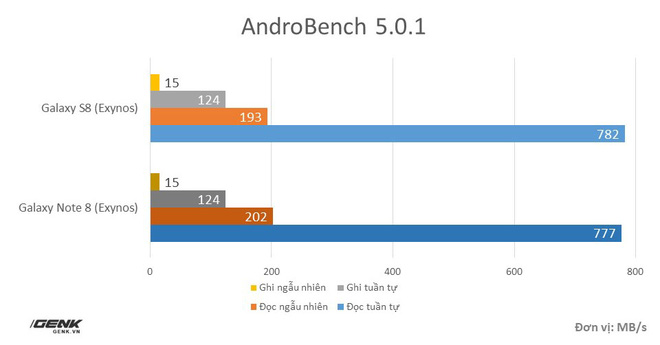 AndroBench 5.0.1
15
Galaxy S8 (Exynos)
124
193
782
15
Galaxy Note 8 (Exynos)
124
202
777
0 200 400 600 800
Ghi ngẫu nhiên Ghi tuần tự
Đọc ngẫu nhiên Đọc tuần tự
GENK
GENK.VN
Đơn vị: MB/s